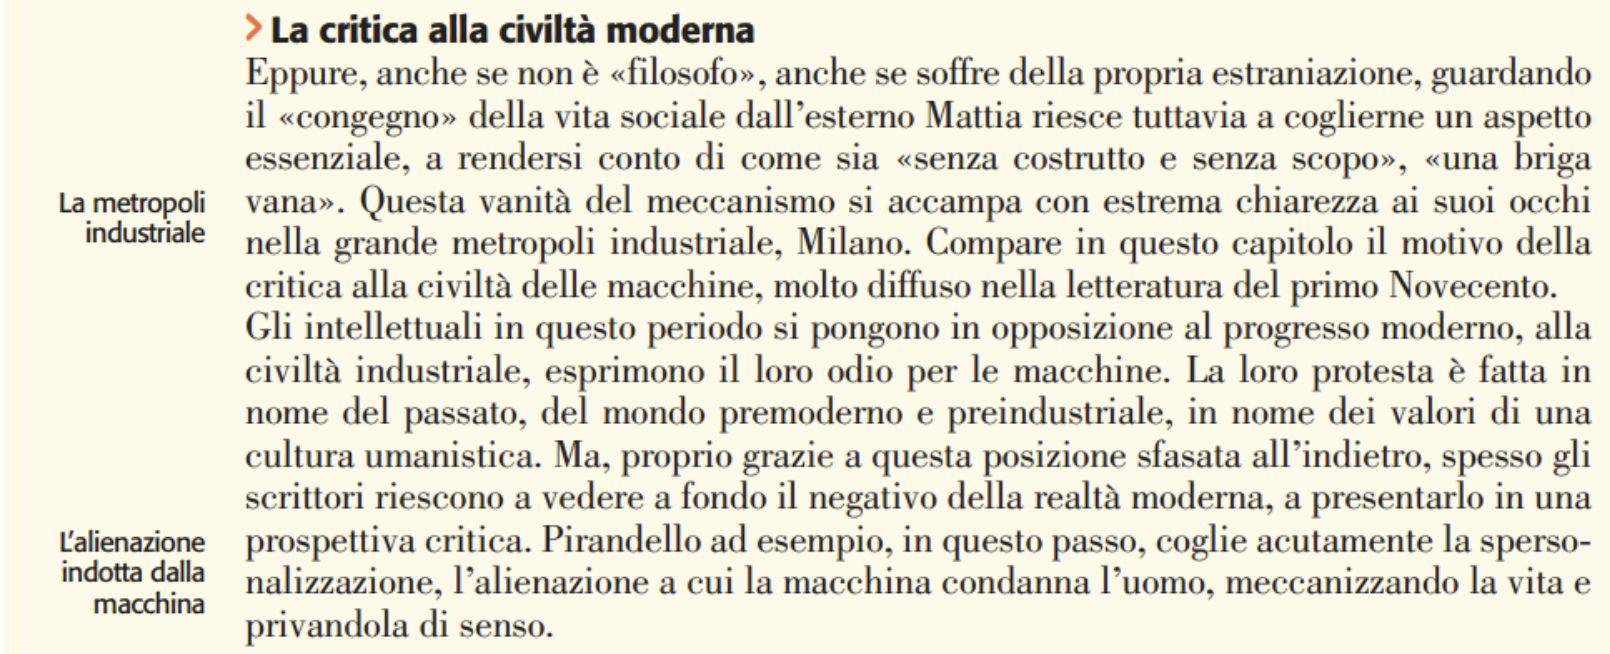 > La critica alla civiltà moderna
Eppure, anche se non è «filosofo», anche se soffre della propria estraniazione, guardando
il «congegno» della vita sociale dall'esterno Mattia riesce tuttavia a coglierne un aspetto
essenziale, a rendersi conto di come sia «senza costrutto e senza scopo», «una briga
La metropoli
industriale
vana». Questa vanità del meccanismo si accampa con estrema chiarezza ai suoi occhi
nella grande metropoli industriale, Milano. Compare in questo capitolo il motivo della
critica alla civiltà delle macchine, molto diffuso nella letteratura del primo Novecento.
Gli intellettuali in questo periodo si pongono in opposizione al progresso moderno, alla
civiltà industriale, esprimono il loro odio per le macchine. La loro protesta è fatta in
nome del passato, del mondo premoderno e preindustriale, in nome dei valori di una
cultura umanistica. Ma, proprio grazie a questa posizione sfasata all'indietro, spesso gli
scrittori riescono a vedere a fondo il negativo della realtà moderna, a presentarlo in una
L'alienazione
indotta dalla
macchina
prospettiva critica. Pirandello ad esempio, in questo passo, coglie acutamente la sperso-
nalizzazione, l'alienazione a cui la macchina condanna l'uomo, meccanizzando la vita e
privandola di senso.